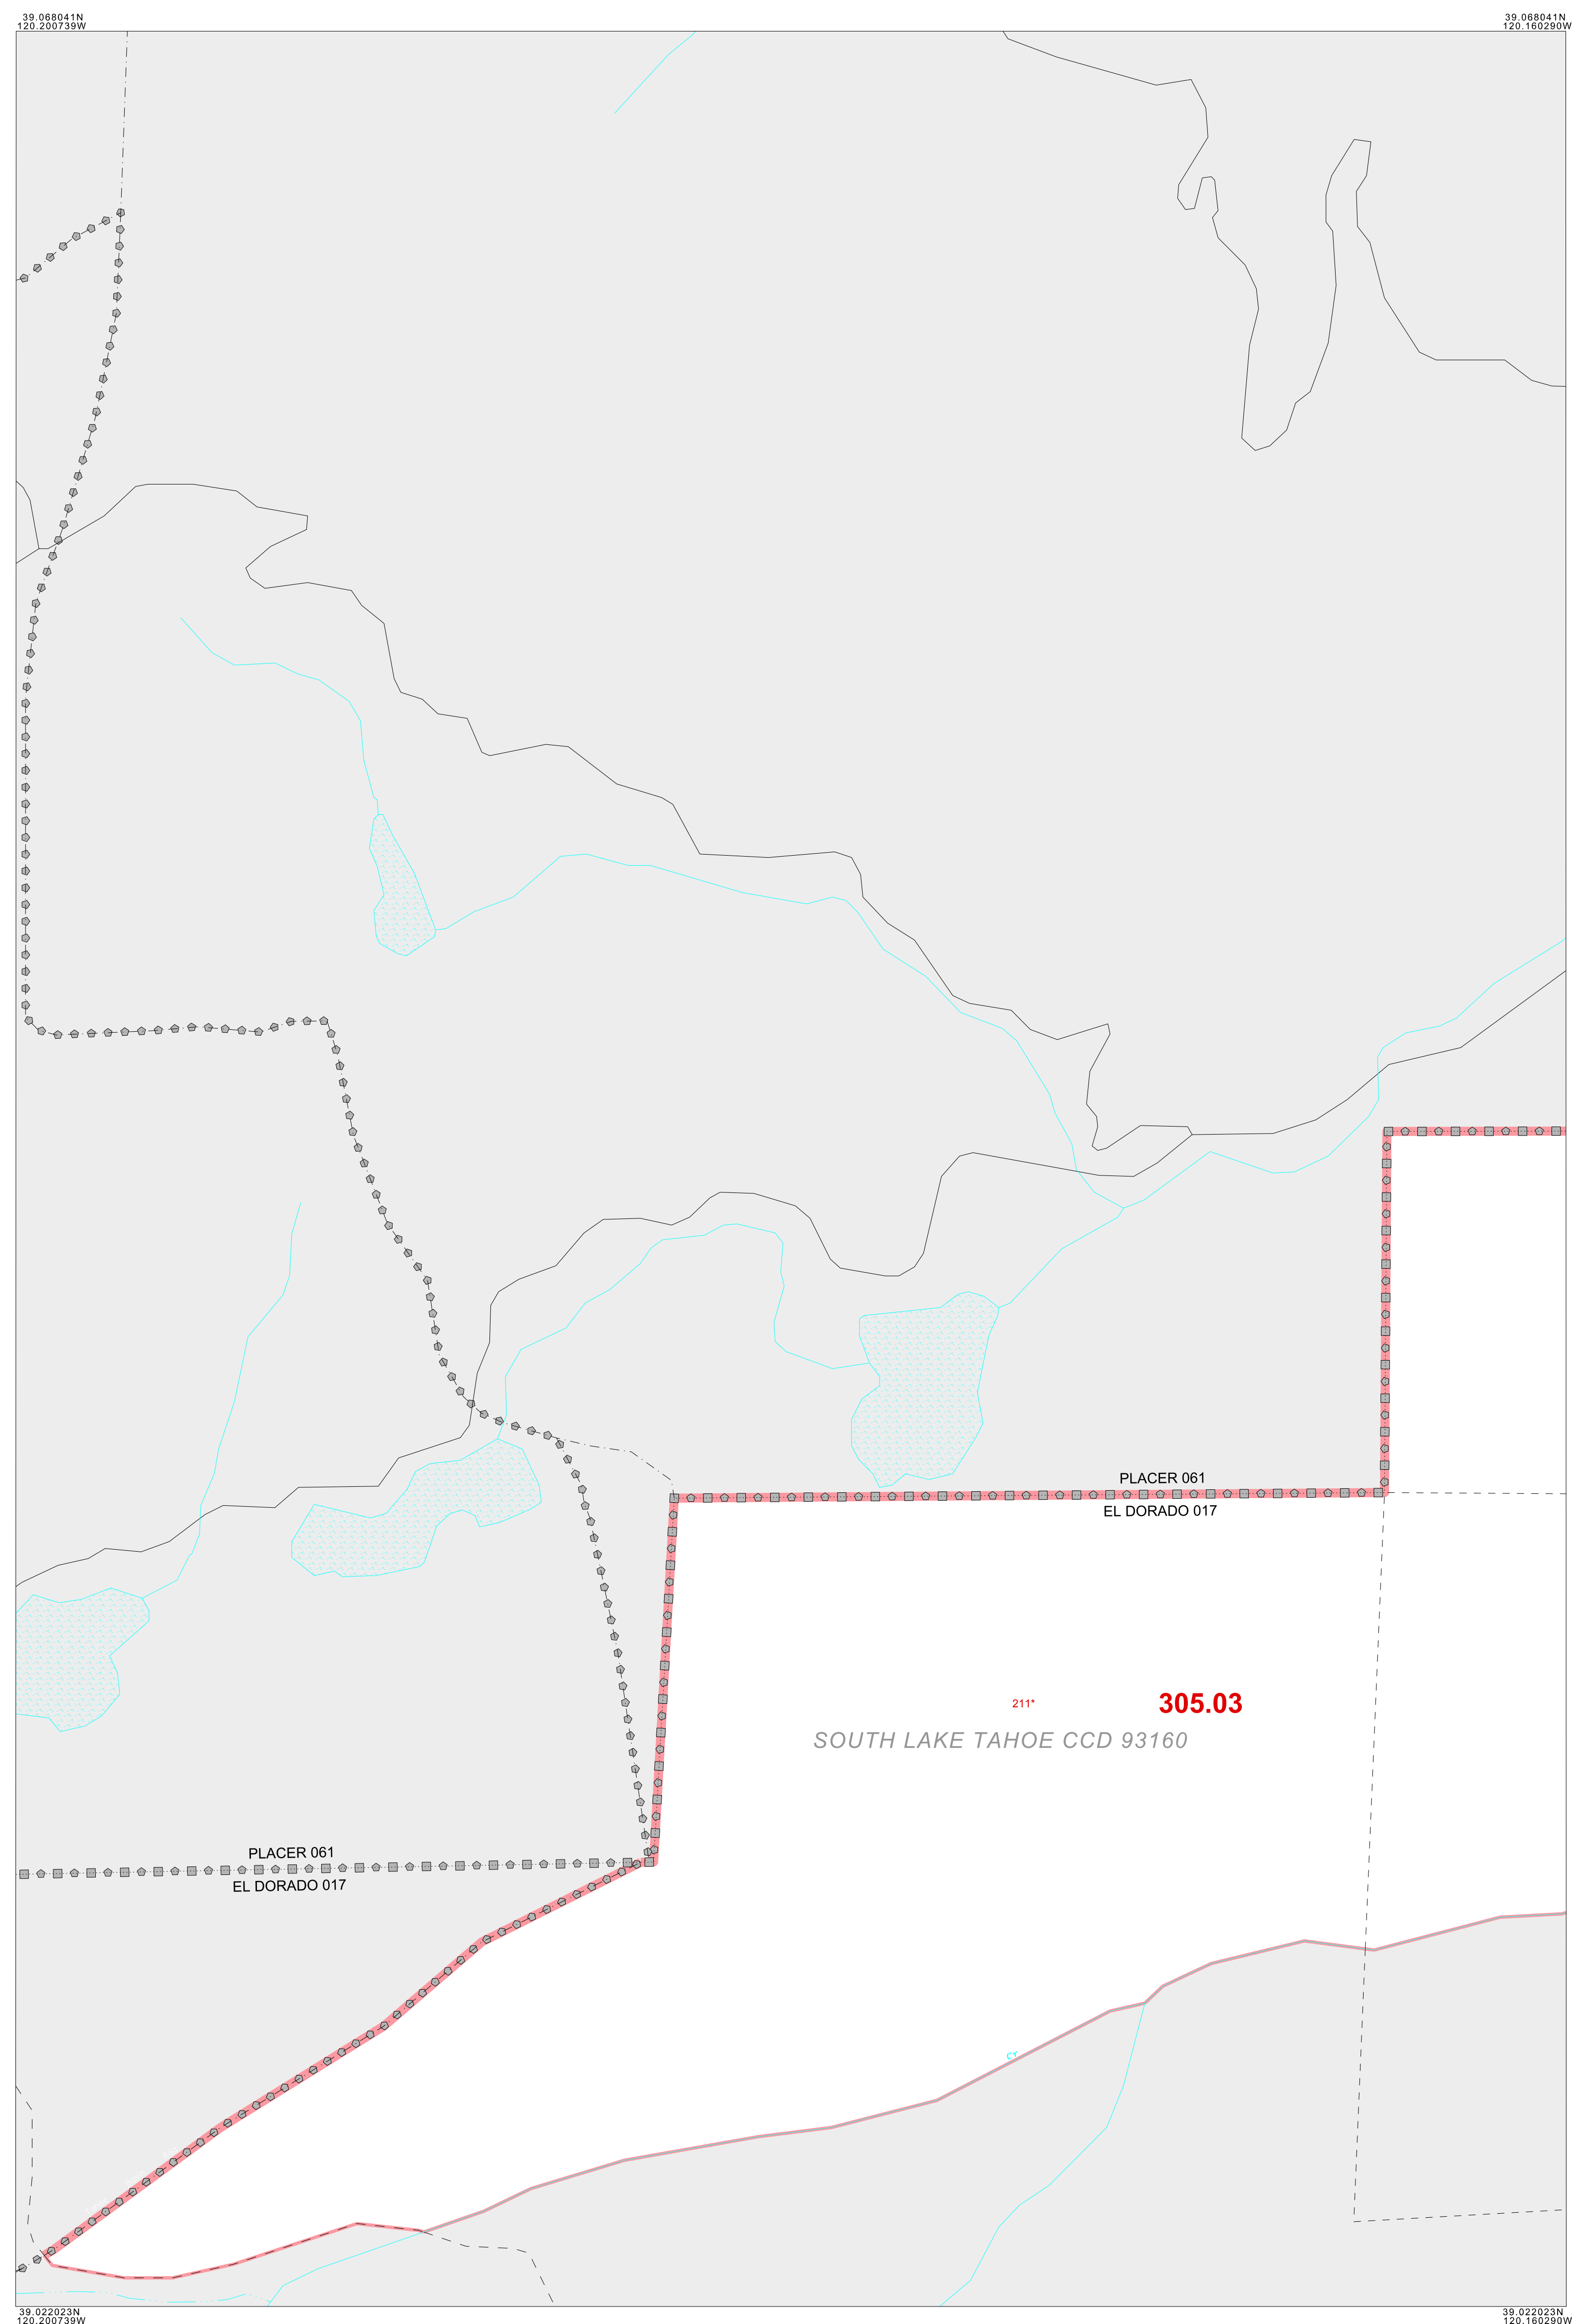 39.068041N
120.200739W
39.068041N
120.160290W
PLACER 061
EL DORADO 017
211*
305.03
SOUTH LAKE TAHOE CCD 93160
PLACER 061
EL DORADO 017
Cr
39.022023N
120.200739W
39.022023N
120.160290W